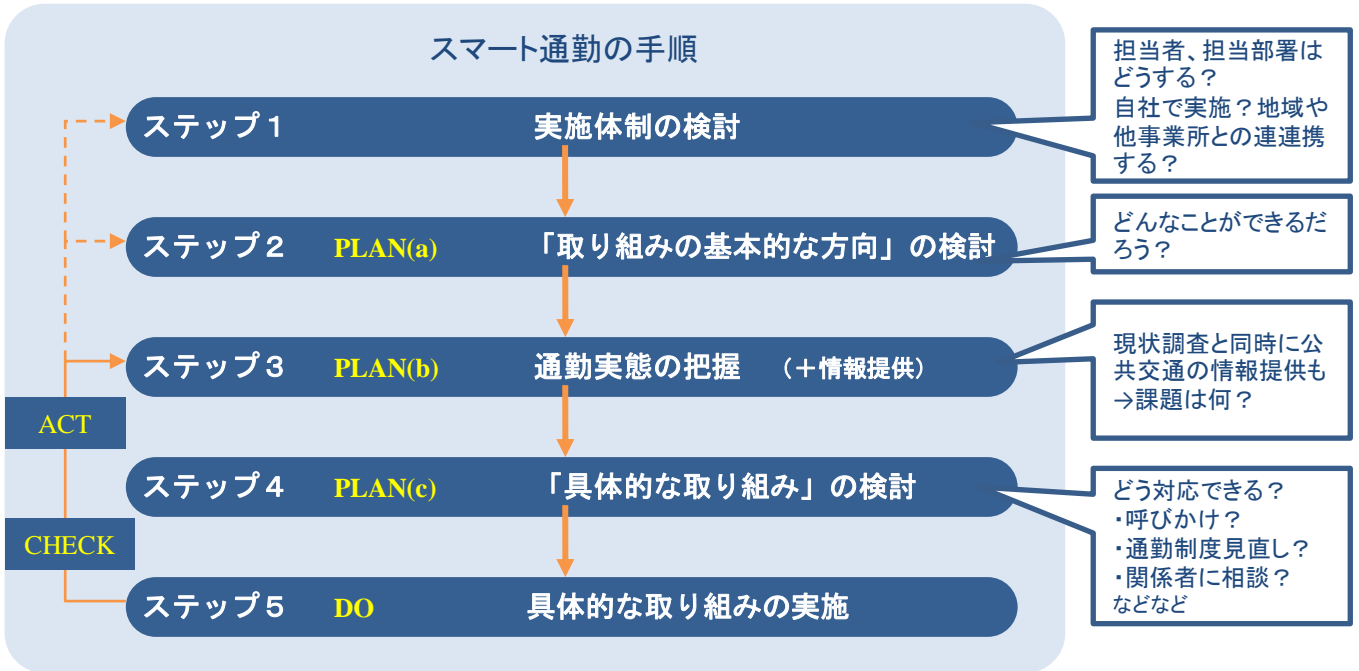 スマート通勤の手順
ステップ１ 実施体制の検討
担当者、担当部署は
どうする？
自社で実施？地域や
他事業所との連連携
する？
ステップ２ PLAN(a) 「取り組みの基本的な方向」の検討
どんなことができるだ
ろう？
ステップ３ PLAN(b) 通勤実態の把握 （＋情報提供）
現状調査と同時に公
共交通の情報提供も
→課題は何？
ACT
ステップ４ PLAN(c) 「具体的な取り組み」の検討
どう対応できる？
・呼びかけ？
・通勤制度見直し？
・関係者に相談？
などなど
CHECK
ステップ５ DO 具体的な取り組みの実施